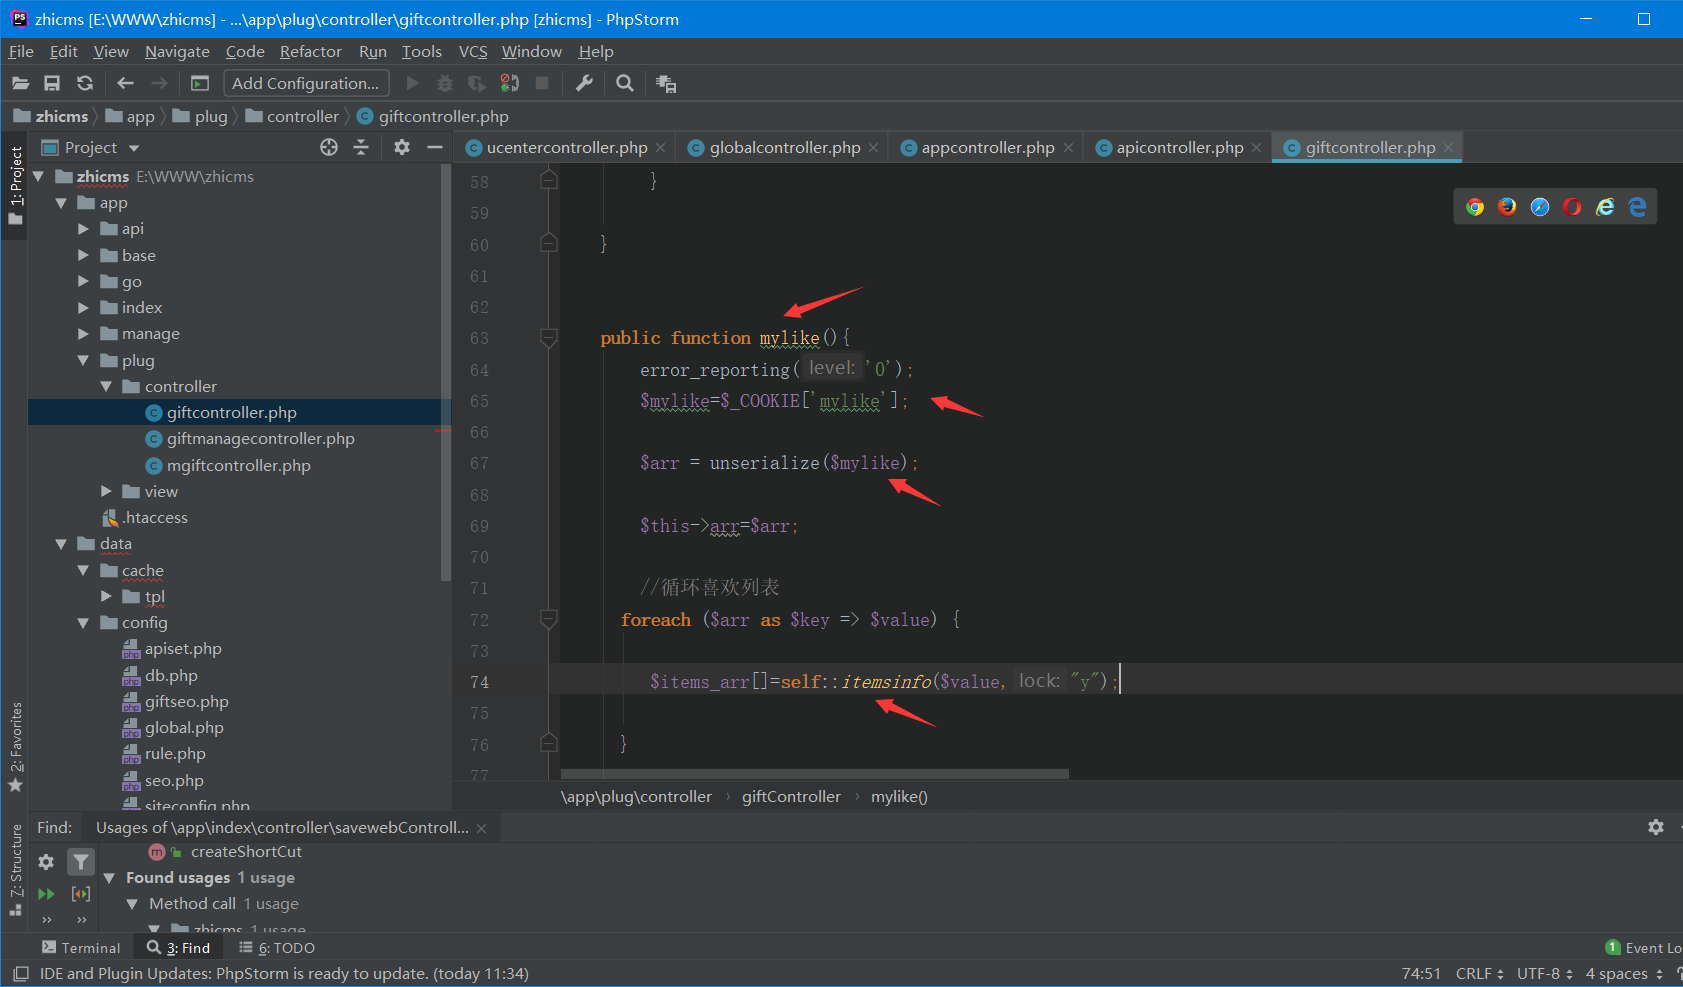 zhicms [E:\WWW\zhicms] - ...\app\plug\controller\giftcontroller.php [zhicms] - PhpStorm
File Edit View Navigate Code Refactor Run Tools VCS Window Help
Add Configuration...
zhicms app plug controller giftcontroller.php
1: Project
Project
ucentercontroller.php globalcontroller.php appcontroller.php apicontroller.php giftcontroller.php
zhicms E:\WWW\zhicms
app
api
base
go
index
manage
plug
controller
giftcontroller.php
giftmanagecontroller.php
mgiftcontroller.php
view
.htaccess
data
cache
tpl
config
apiset.php
db.php
giftseo.php
global.php
rule.php
seo.php
siteconfig.php
58 }
59
60 }
61
62
63 public function mylike(){
64 error_reporting( level: '0');
65 $mylike=$_COOKIE['mylike'];
66
67 $arr = unserialize($mylike);
68
69 $this->arr=$arr;
70
71 //循环喜欢列表
72 foreach ($arr as $key => $value) {
73
74 $items_arr[]=self::itemsinfo($value, lock: "y");
75
76 }
77
\app\plug\controller › giftController › mylike()
2: Favorites
Z: Structure
Find: Usages of \app\index\controller\savewebControll...
m createShortCut
Found usages 1 usage
Method call 1 usage
zhicms 1 usage
Terminal 3: Find 6: TODO 1 Event Lo
IDE and Plugin Updates: PhpStorm is ready to update. (today 11:34) 74:51 CRLF UTF-8 4 spaces